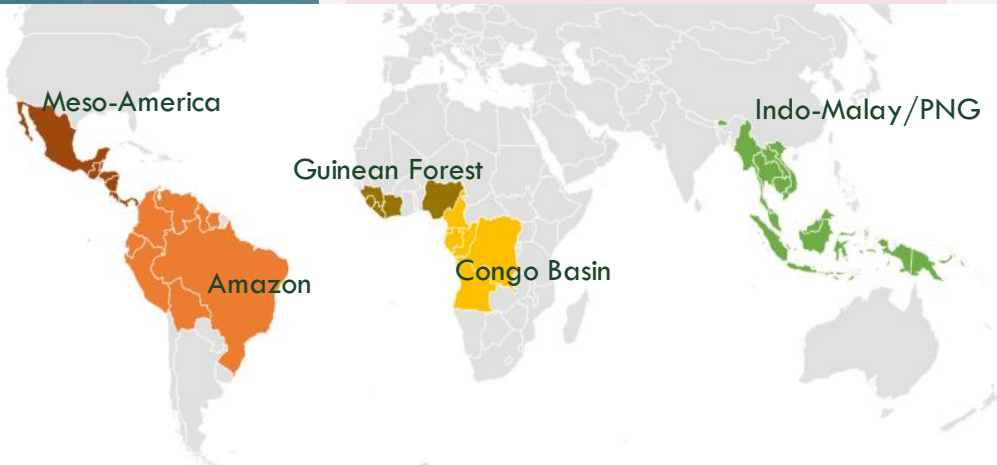 Meso-America
Indo-Malay/PNG
Guinean Forest
Amazon
Congo Basin